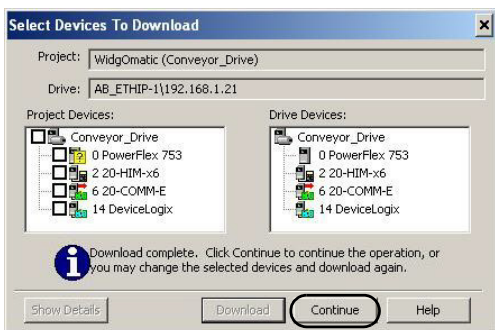 Select Devices To Download
Project: WidgOmatic (Conveyor_Drive)
Drive: AB_ETHIP-1\192.168.1.21
Project Devices:
Conveyor_Drive
0 PowerFlex 753
2 20-HIM-x6
6 20-COMM-E
14 DeviceLogix
Drive Devices:
Conveyor_Drive
0 PowerFlex 753
2 20-HIM-x6
6 20-COMM-E
14 DeviceLogix
Download complete. Click Continue to continue the operation, or
you may change the selected devices and download again.
Show Details Download Continue Help